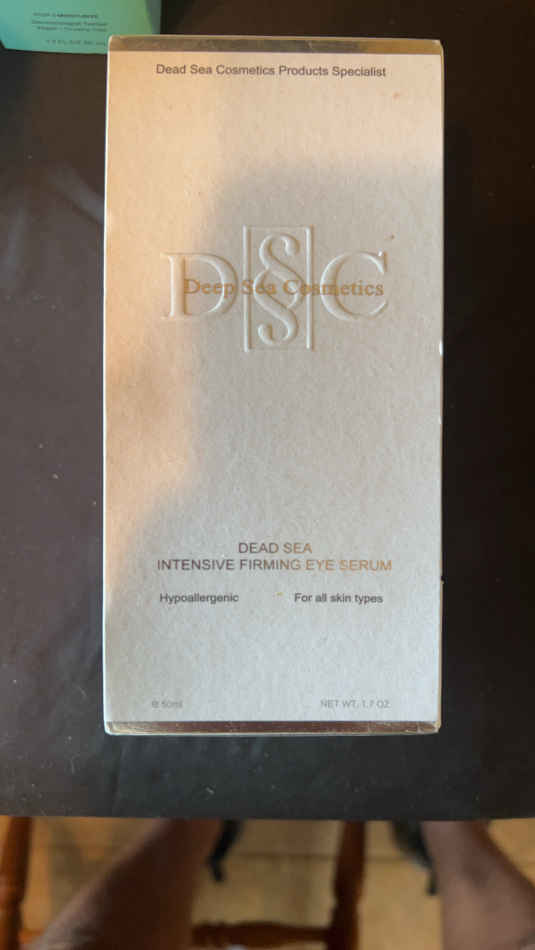 Dead Sea Cosmetics Products Specialist
D S C
Deep Sea Cosmetics
DEAD SEA
INTENSIVE FIRMING EYE SERUM
Hypoallergenic For all skin types
℮ 50ml NET WT. 1.7 OZ